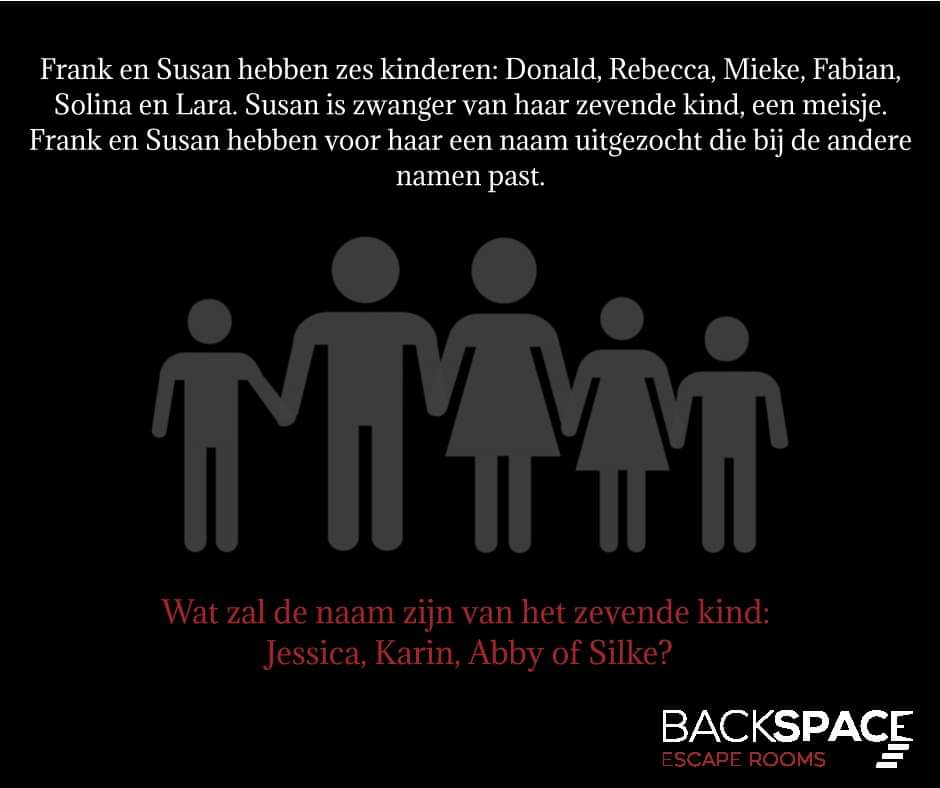 Frank en Susan hebben zes kinderen: Donald, Rebecca, Mieke, Fabian,
Solina en Lara. Susan is zwanger van haar zevende kind, een meisje.
Frank en Susan hebben voor haar een naam uitgezocht die bij de andere
namen past.
Wat zal de naam zijn van het zevende kind:
Jessica, Karin, Abby of Silke?
BACKSPACE
ESCAPE ROOMS